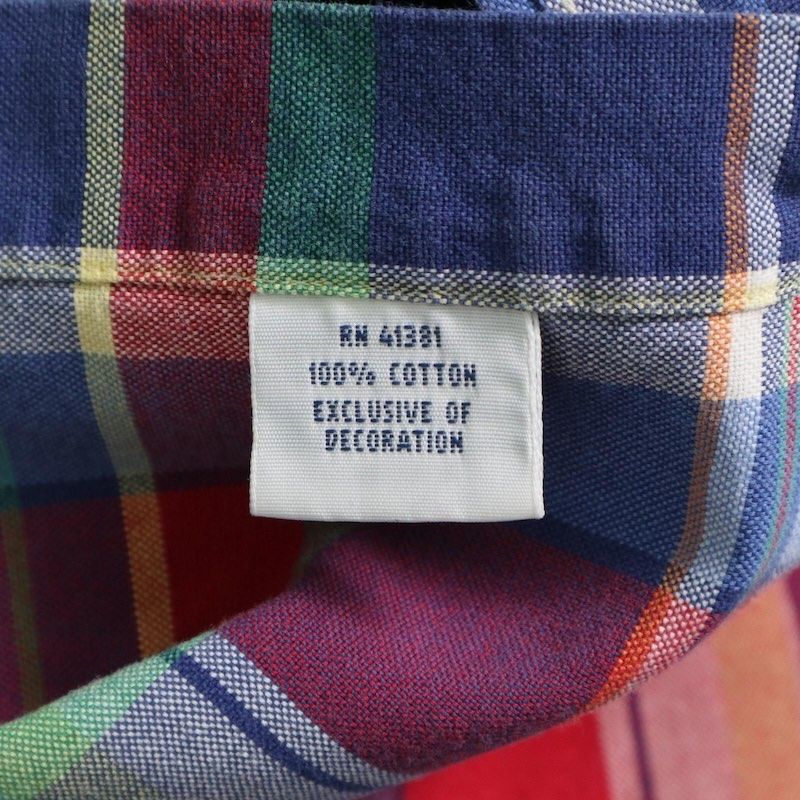 RN 41381
100% COTTON
EXCLUSIVE OF
DECORATION